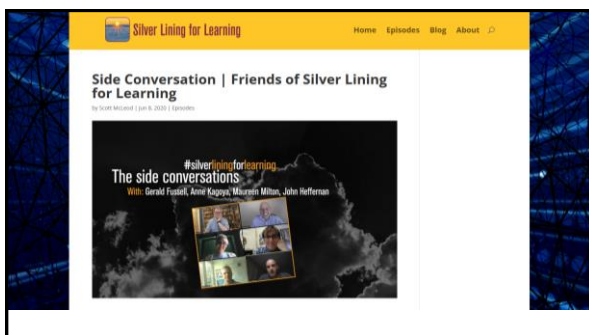 Silver Lining for Learning
Home Episodes Blog About
Side Conversation | Friends of Silver Lining
for Learning
by Scott McLeod | Jun 8, 2020 | Episodes
#silverliningforlearning
The side conversations
With: Gerald Fussell, Anne Kagoya, Maureen Milton, John Heffernan